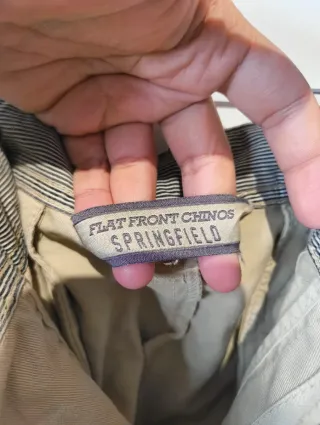 FLAT FRONT CHINOS
SPRINGFIELD